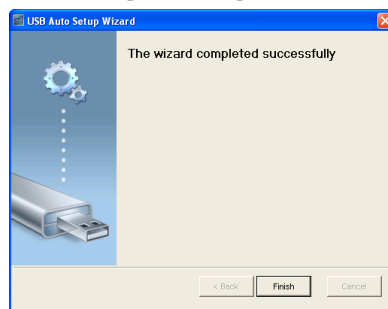 USB Auto Setup Wizard
The wizard completed successfully
< Back
Finish
Cancel